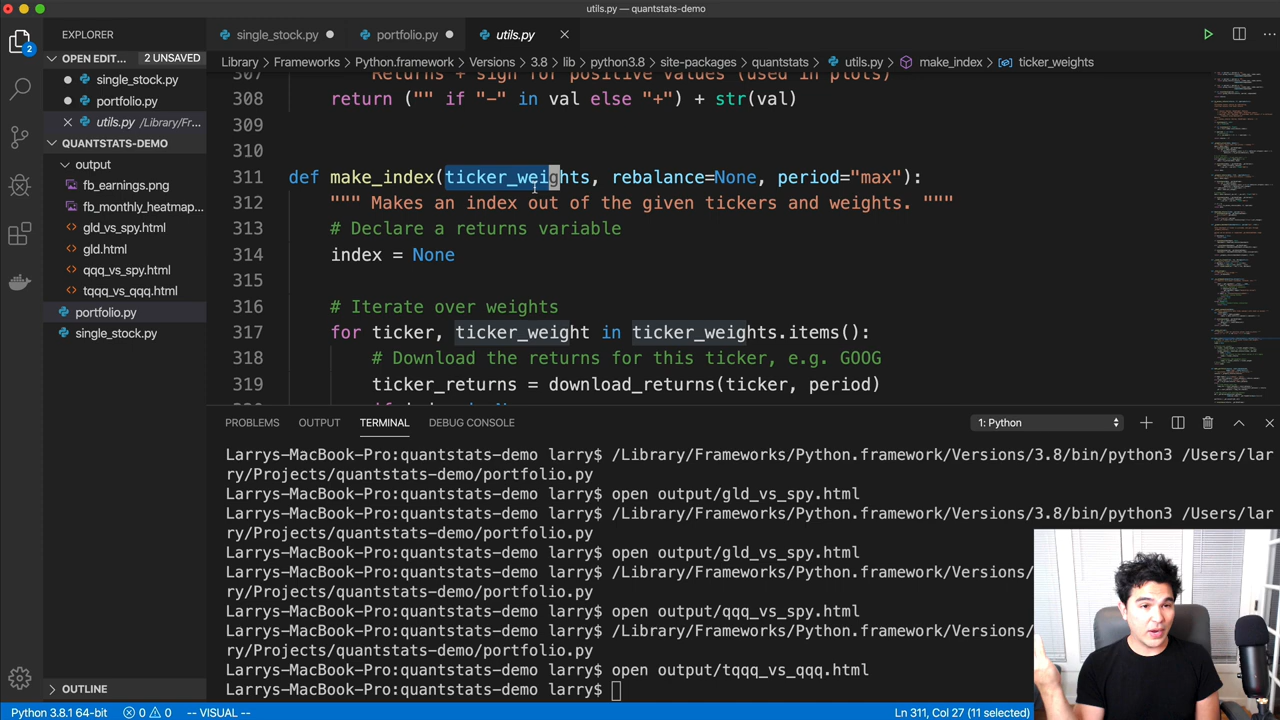 utils.py — quantstats-demo
EXPLORER
single_stock.py
portfolio.py
utils.py
OPEN EDIT... 2 UNSAVED
Library > Frameworks > Python.framework > Versions > 3.8 > lib > python3.8 > site-packages > quantstats > utils.py > make_index > ticker_weights
single_stock.py
portfolio.py
utils.py /Library/Fr...
QUANTSTATS-DEMO
output
fb_earnings.png
fb_monthly_heatmap...
gld_vs_spy.html
gld.html
qqq_vs_spy.html
tqqq_vs_qqq.html
portfolio.py
single_stock.py
OUTLINE
2
307 Returns + sign for positive values (used in plots)
308 return ("" if "-" in val else "+") + str(val)
309
310
311 def make_index(ticker_weights, rebalance=None, period="max"):
312 """ Makes an index out of the given tickers and weights. """
313 # Declare a returns variable
314 index = None
315
316 # Iterate over weights
317 for ticker, ticker_weight in ticker_weights.items():
318 # Download the returns for this ticker, e.g. GOOG
319 ticker_returns = download_returns(ticker, period)
PROBLEMS OUTPUT TERMINAL DEBUG CONSOLE 1: Python
Larrys-MacBook-Pro:quantstats-demo larry$ /Library/Frameworks/Python.framework/Versions/3.8/bin/python3 /Users/lar
ry/Projects/quantstats-demo/portfolio.py
Larrys-MacBook-Pro:quantstats-demo larry$ open output/gld_vs_spy.html
Larrys-MacBook-Pro:quantstats-demo larry$ /Library/Frameworks/Python.framework/Versions/3.8/bin/python3 /Users/lar
ry/Projects/quantstats-demo/portfolio.py
Larrys-MacBook-Pro:quantstats-demo larry$ open output/gld_vs_spy.html
Larrys-MacBook-Pro:quantstats-demo larry$ /Library/Frameworks/Python.framework/Versions/
ry/Projects/quantstats-demo/portfolio.py
Larrys-MacBook-Pro:quantstats-demo larry$ open output/qqq_vs_spy.html
Larrys-MacBook-Pro:quantstats-demo larry$ /Library/Frameworks/Python.framework/Versions/
ry/Projects/quantstats-demo/portfolio.py
Larrys-MacBook-Pro:quantstats-demo larry$ open output/tqqq_vs_qqq.html
Larrys-MacBook-Pro:quantstats-demo larry$
Python 3.8.1 64-bit 0 0 -- VISUAL -- Ln 311, Col 27 (11 selected)